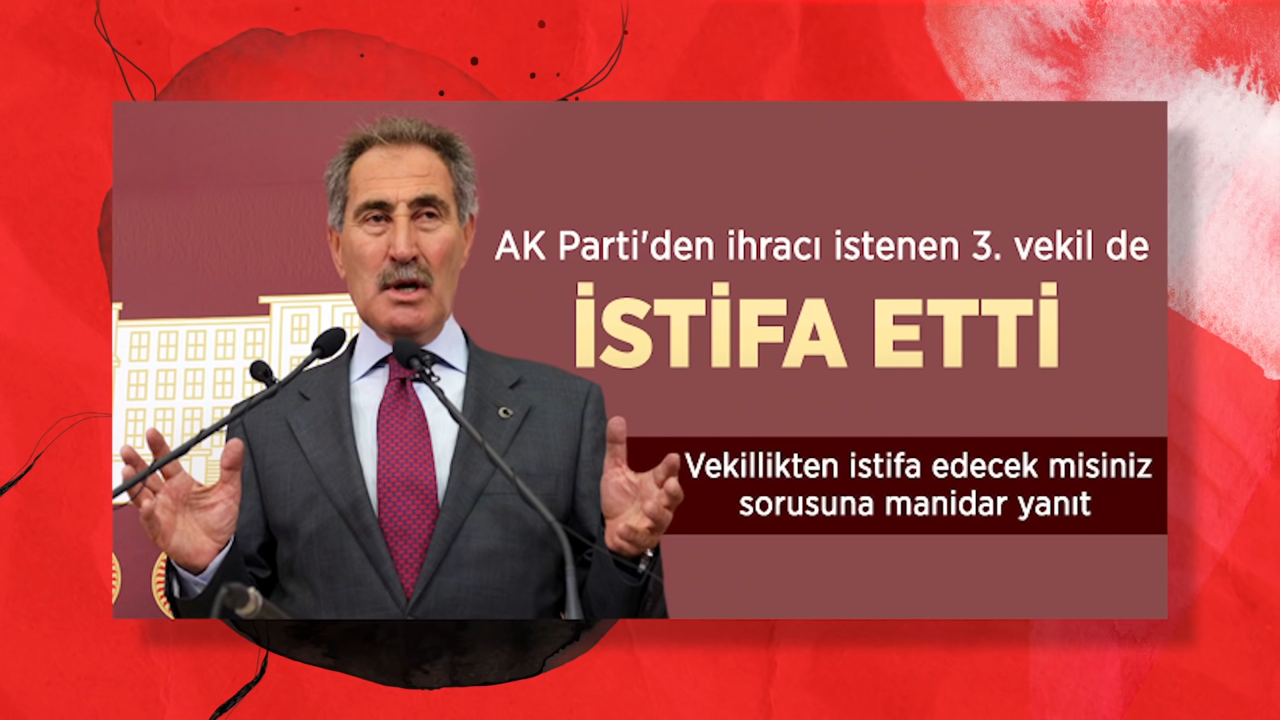 AK Parti'den ihracı istenen 3. vekil de
İSTİFA ETTİ
Vekillikten istifa edecek misiniz
sorusuna manidar yanıt